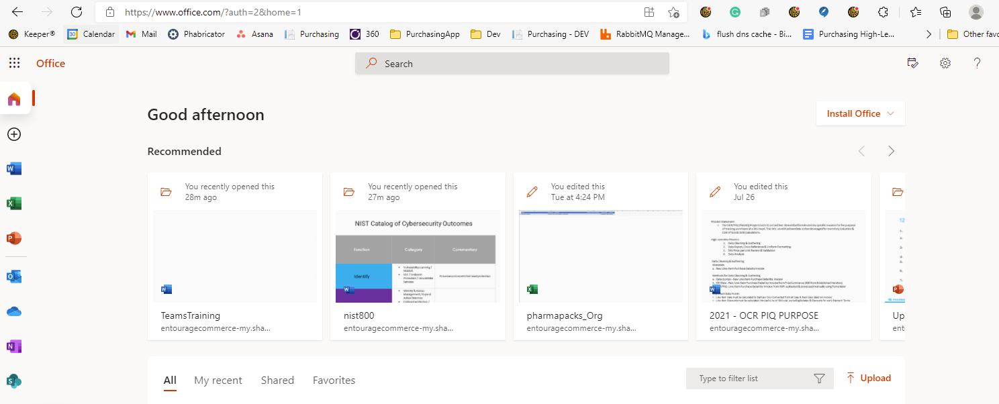 https://www.office.com/?auth=2&home=1
Keeper® Calendar Mail Phabricator Asana Purchasing 360 PurchasingApp Dev Purchasing - DEV RabbitMQ Manage... flush dns cache - Bi... Purchasing High-Le... Other favo
Office
Search
Good afternoon
Install Office
Recommended
You recently opened this
28m ago
TeamsTraining
entouragecommerce-my.sha...
You recently opened this
27m ago
NIST Catalog of Cybersecurity Outcomes
Function Category Commentary
Identify
nist800
entouragecommerce-my.sha...
You edited this
Tue at 4:24 PM
pharmapacks_Org
entouragecommerce-my.sha...
You edited this
Jul 26
2021 - OCR PIQ PURPOSE
entouragecommerce-my.sha...
Up
ent
All My recent Shared Favorites
Type to filter list
Upload